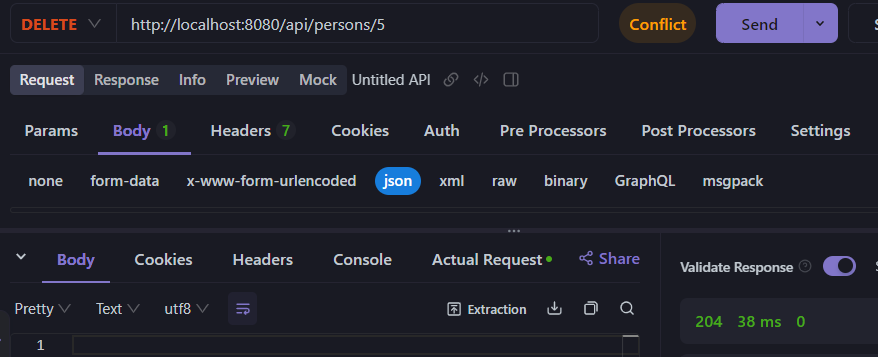 DELETE http://localhost:8080/api/persons/5 Conflict Send
Request Response Info Preview Mock Untitled API
Params Body 1 Headers 7 Cookies Auth Pre Processors Post Processors Settings
none form-data x-www-form-urlencoded json xml raw binary GraphQL msgpack
Body Cookies Headers Console Actual Request Share
Validate Response
Pretty Text utf8 Extraction
204 38 ms 0
1